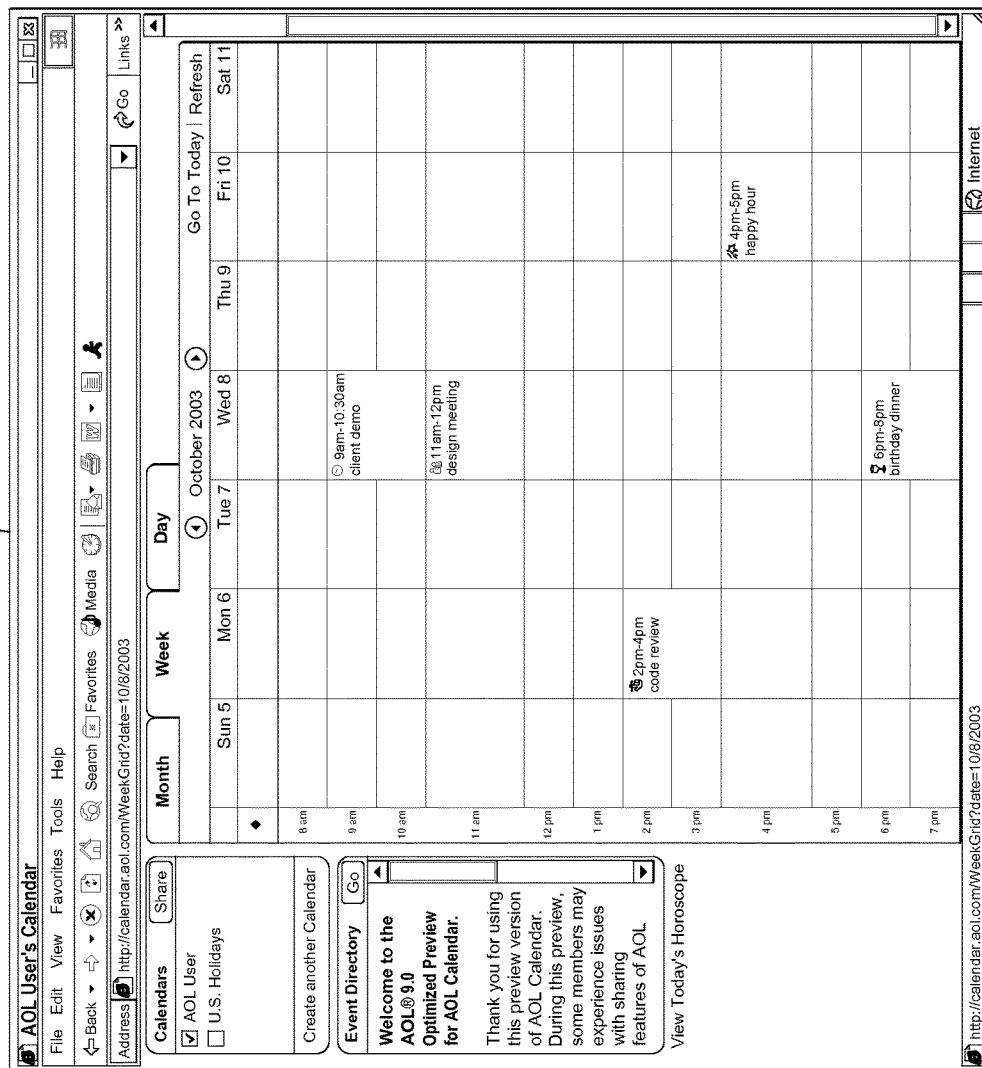 AOL User's Calendar
File Edit View Favorites Tools Help
Back Search Favorites Media
Address http://calendar.aol.com/WeekGrid?date=10/8/2003 Go Links >>
Calendars Share
AOL User
U.S. Holidays
Create another Calendar
Event Directory Go
Welcome to the
AOL® 9.0
Optimized Preview
for AOL Calendar.
Thank you for using
this preview version
of AOL Calendar.
During this preview,
some members may
experience issues
with sharing
features of AOL
View Today's Horoscope
Month Week Day
October 2003 Go To Today | Refresh
Sun 5 Mon 6 Tue 7 Wed 8 Thu 9 Fri 10 Sat 11
8 am
9 am
9am-10:30am
client demo
10 am
11 am
11am-12pm
design meeting
12 pm
1 pm
2 pm
2pm-4pm
code review
3 pm
4 pm
4pm-5pm
happy hour
5 pm
6 pm
6pm-8pm
birthday dinner
7 pm
http://calendar.aol.com/WeekGrid?date=10/8/2003 Internet